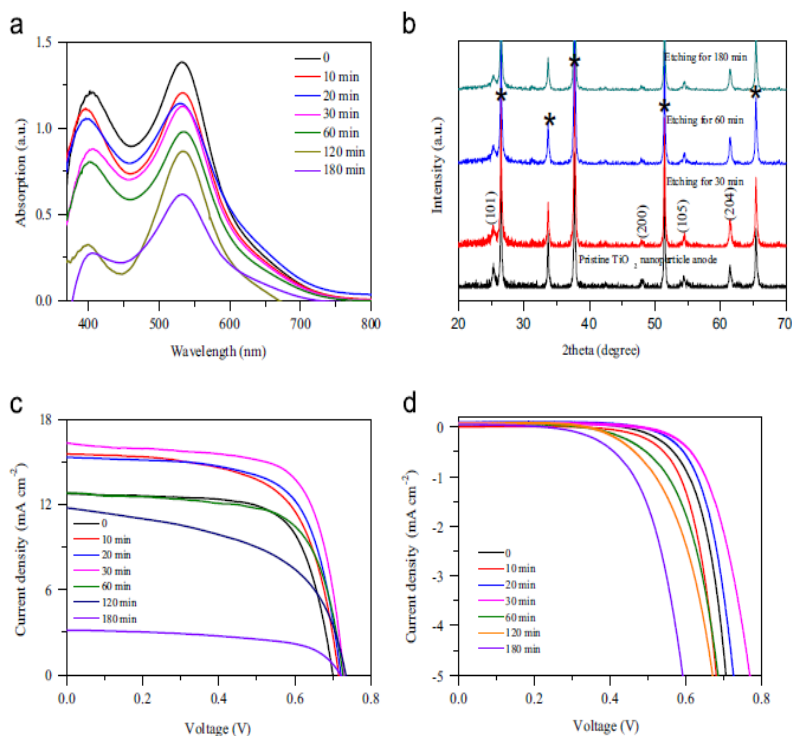 a
1.5
1.0
0.5
0.0
Absorption (a.u.)
0
10 min
20 min
30 min
60 min
120 min
180 min
400 500 600 700 800
Wavelength (nm)
b
Intensity (a.u.)
Etching for 180 min
*
*
*
*
*
Etching for 60 min
Etching for 30 min
(101)
(200)
(105)
(204)
Pristine TiO2 nanoparticle anode
20 30 40 50 60 70
2theta (degree)
c
18
12
6
0
Current density (mA cm−2)
0
10 min
20 min
30 min
60 min
120 min
180 min
0.0 0.2 0.4 0.6 0.8
Voltage (V)
d
0
-1
-2
-3
-4
-5
Current density (mA cm−2)
0
10 min
20 min
30 min
60 min
120 min
180 min
0.0 0.2 0.4 0.6 0.8
Voltage (V)